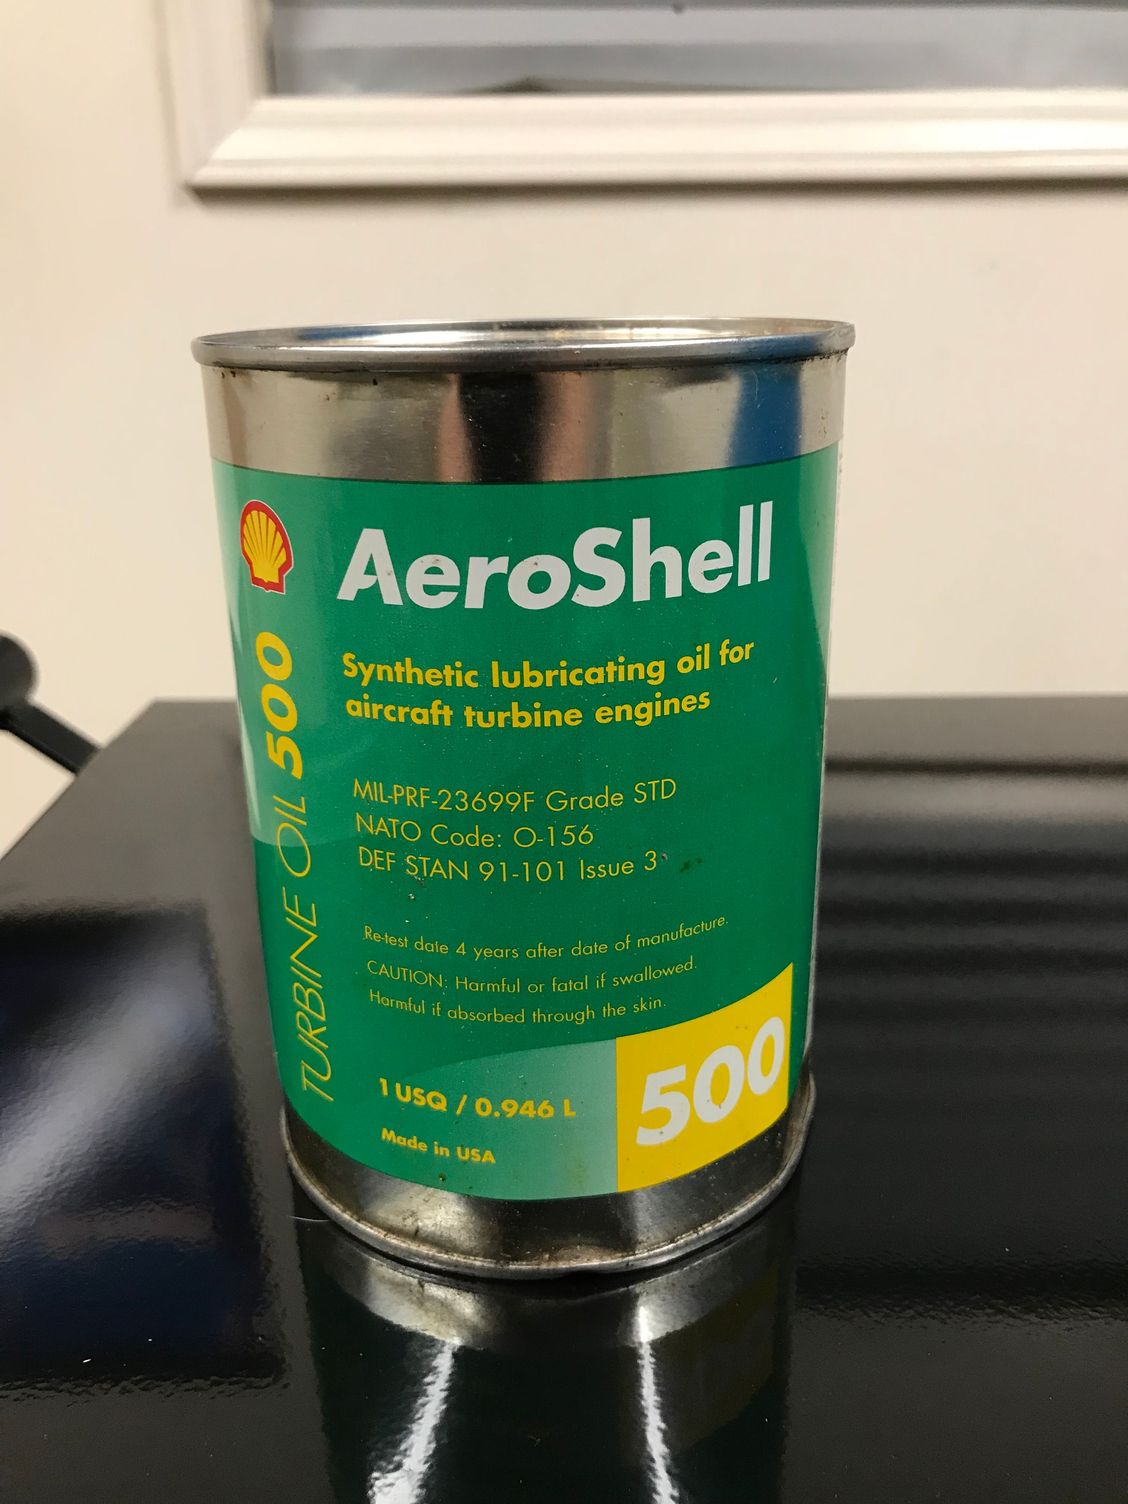 AeroShell
Synthetic lubricating oil for
aircraft turbine engines
MIL-PRF-23699F Grade STD
NATO Code: O-156
DEF STAN 91-101 Issue 3
Re-test date 4 years after date of manufacture.
CAUTION: Harmful or fatal if swallowed.
Harmful if absorbed through the skin.
1 USQ / 0.946 L
Made in USA
500
TURBINE OIL 500